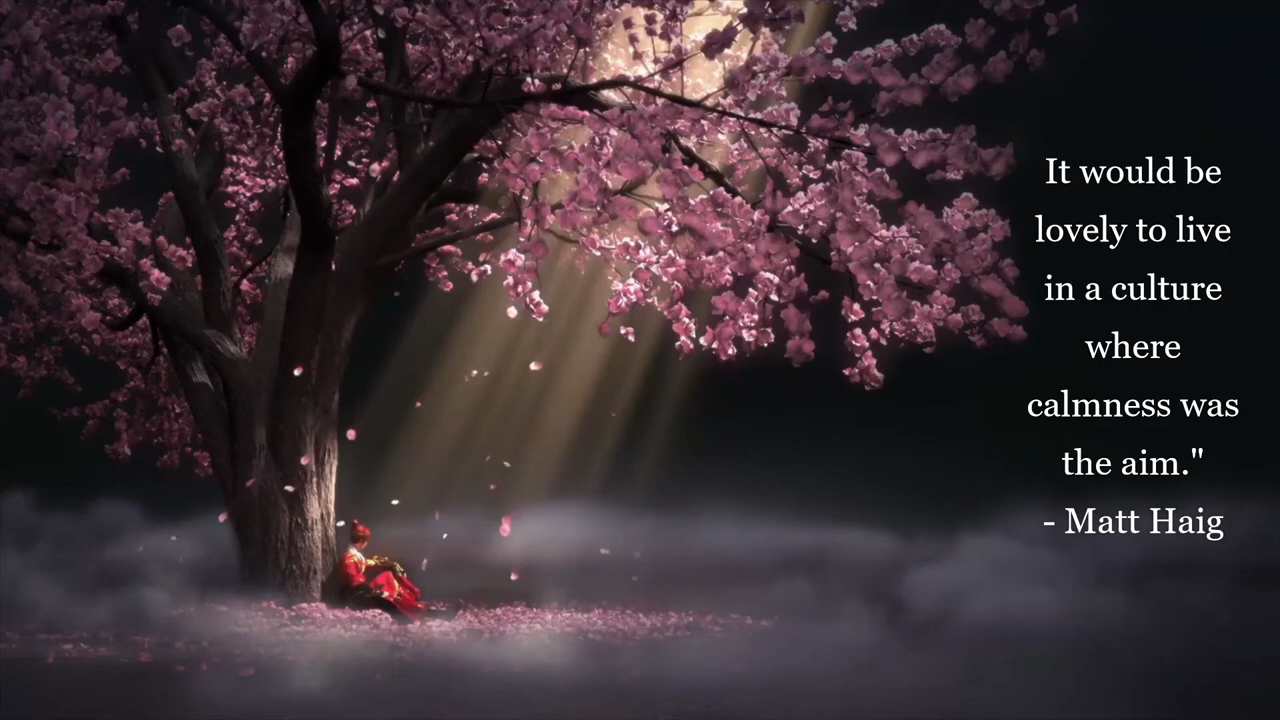 It would be
lovely to live
in a culture
where
calmness was
the aim."
- Matt Haig